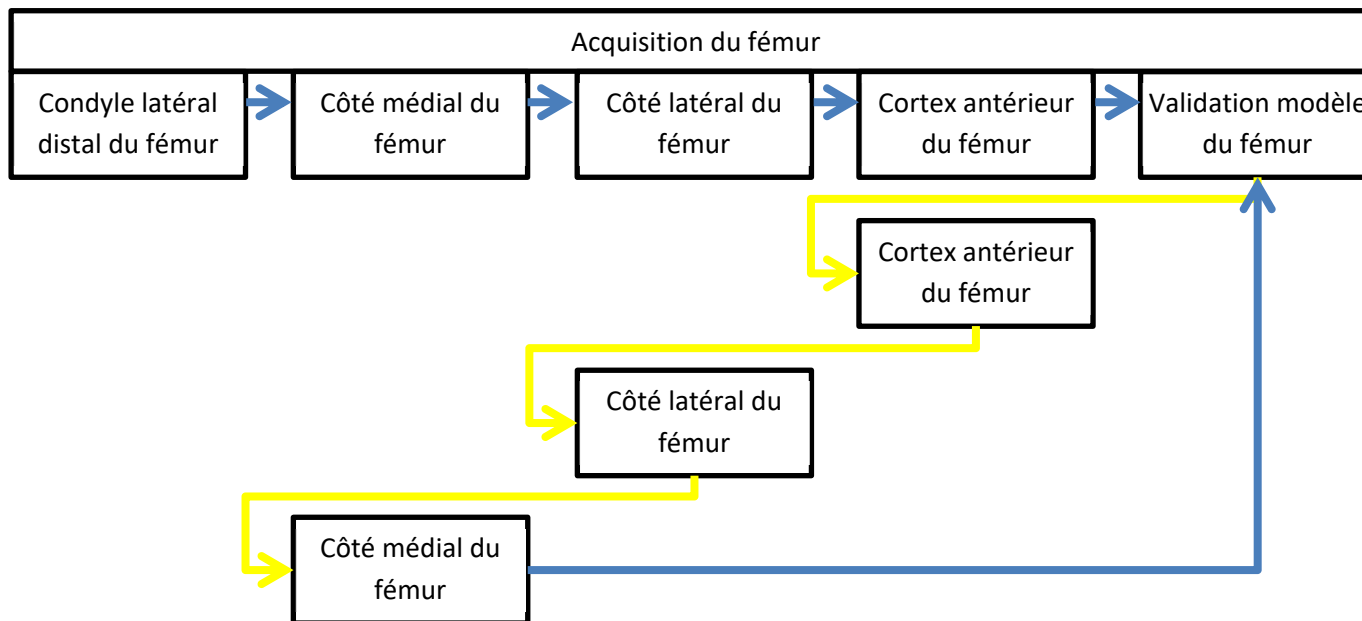 Acquisition du fémur
Condyle latéral
distal du fémur
Côté médial du
fémur
Côté latéral du
fémur
Cortex antérieur
du fémur
Validation modèle
du fémur
Cortex antérieur
du fémur
Côté latéral du
fémur
Côté médial du
fémur